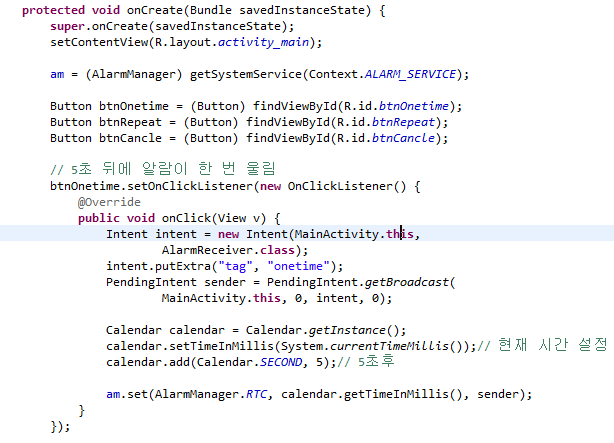 protected void onCreate(Bundle savedInstanceState) {
super.onCreate(savedInstanceState);
setContentView(R.layout.activity_main);
am = (AlarmManager) getSystemService(Context.ALARM_SERVICE);
Button btnOnetime = (Button) findViewById(R.id.btnOnetime);
Button btnRepeat = (Button) findViewById(R.id.btnRepeat);
Button btnCancle = (Button) findViewById(R.id.btnCancle);
// 5초 뒤에 알람이 한 번 울림
btnOnetime.setOnClickListener(new OnClickListener() {
@Override
public void onClick(View v) {
Intent intent = new Intent(MainActivity.this,
AlarmReceiver.class);
intent.putExtra("tag", "onetime");
PendingIntent sender = PendingIntent.getBroadcast(
MainActivity.this, 0, intent, 0);
Calendar calendar = Calendar.getInstance();
calendar.setTimeInMillis(System.currentTimeMillis());// 현재 시간 설정
calendar.add(Calendar.SECOND, 5);// 5초후
am.set(AlarmManager.RTC, calendar.getTimeInMillis(), sender);
}
});